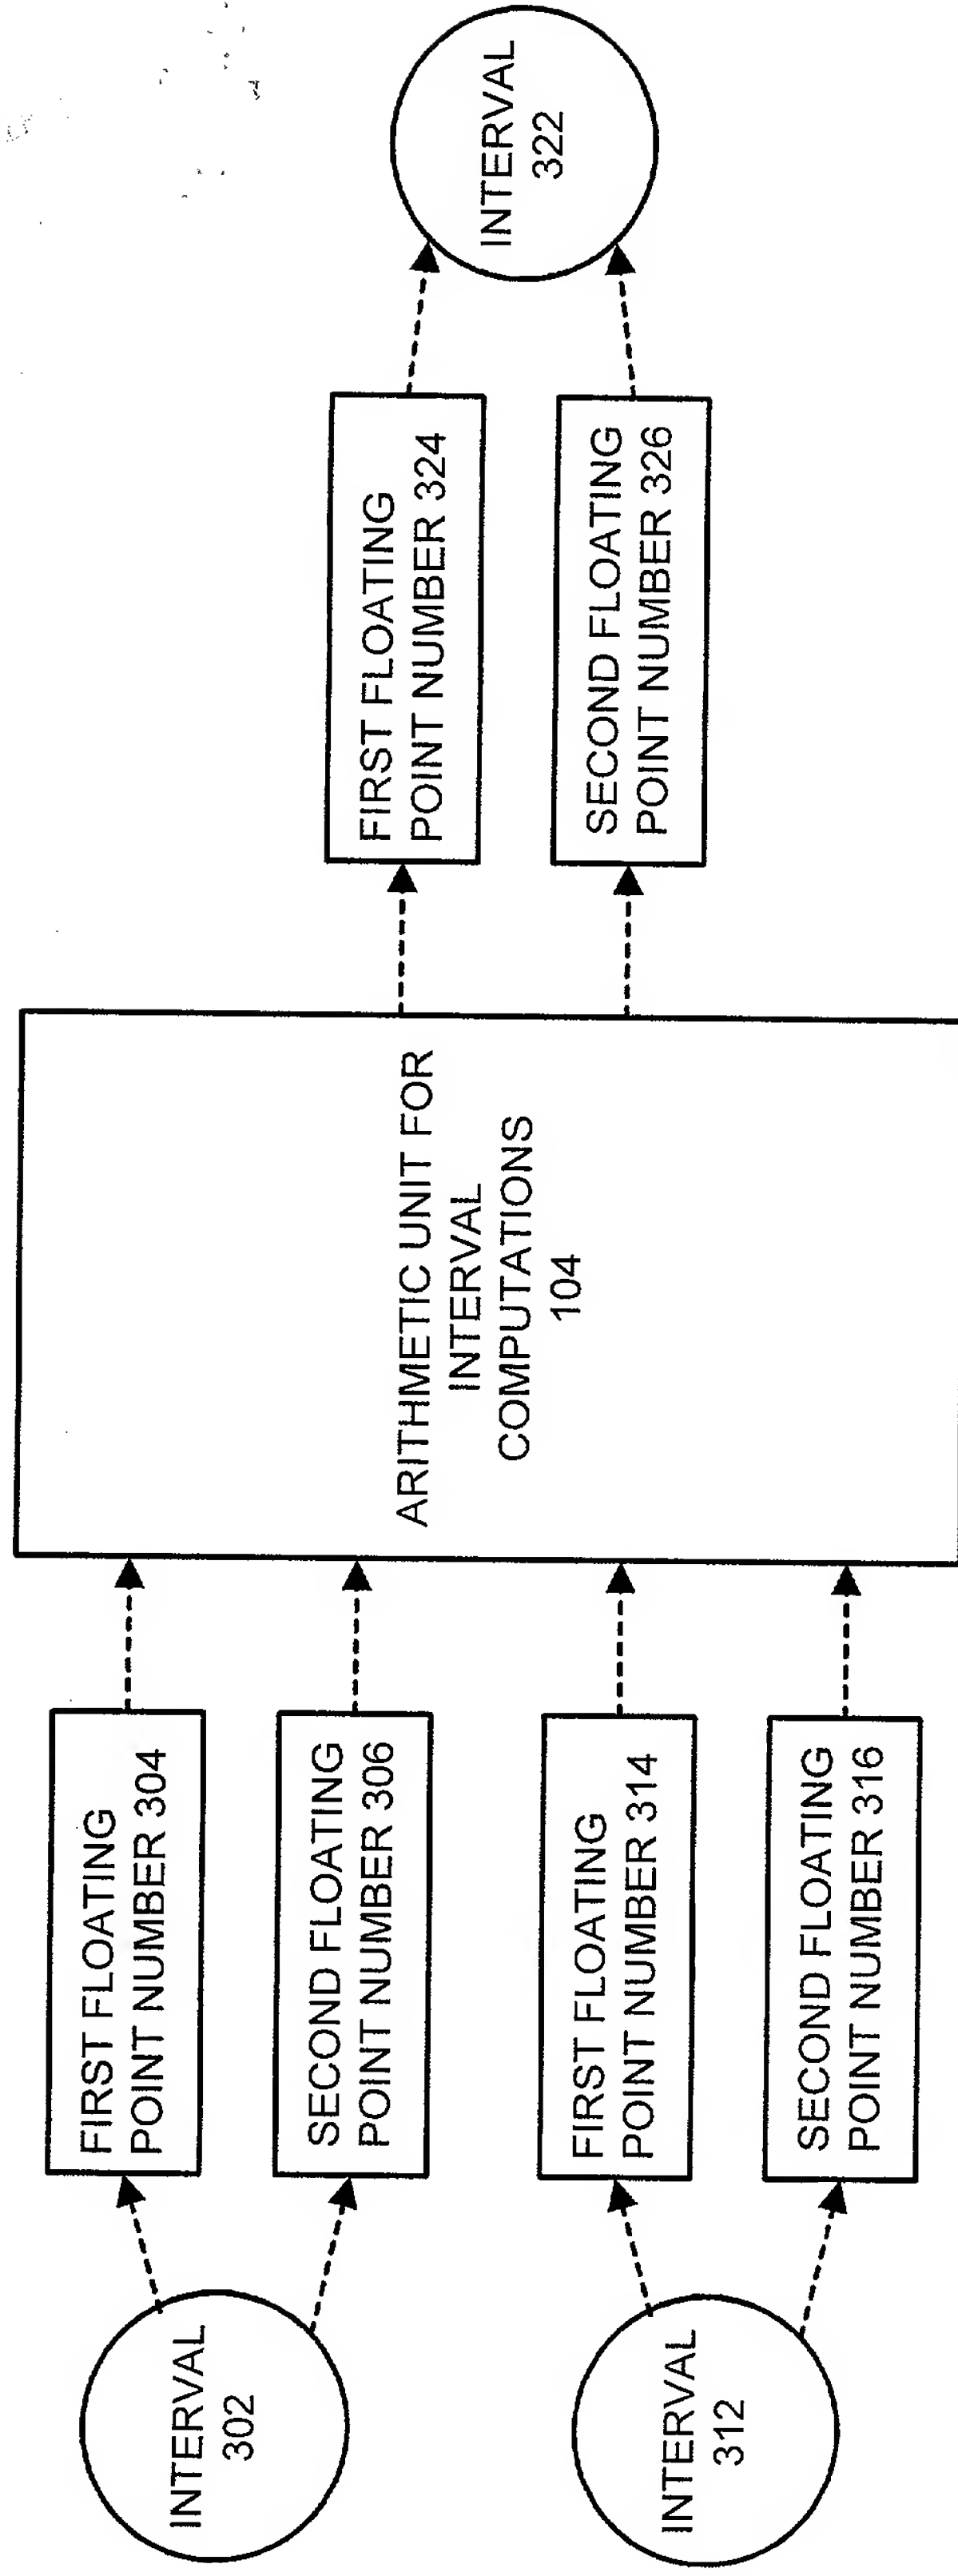 INTERVAL
302
FIRST FLOATING
POINT NUMBER 304
SECOND FLOATING
POINT NUMBER 306
INTERVAL
312
FIRST FLOATING
POINT NUMBER 314
SECOND FLOATING
POINT NUMBER 316
ARITHMETIC UNIT FOR
INTERVAL
COMPUTATIONS
104
FIRST FLOATING
POINT NUMBER 324
SECOND FLOATING
POINT NUMBER 326
INTERVAL
322